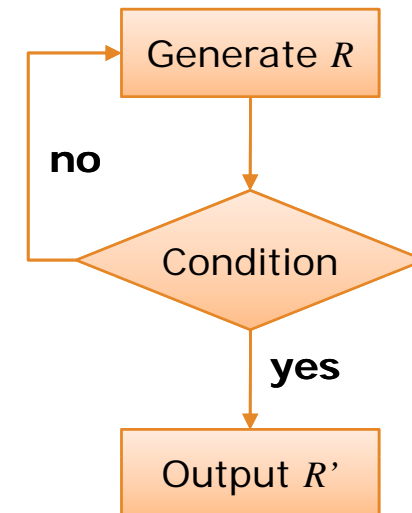 Generate R
no
Condition
yes
Output R’